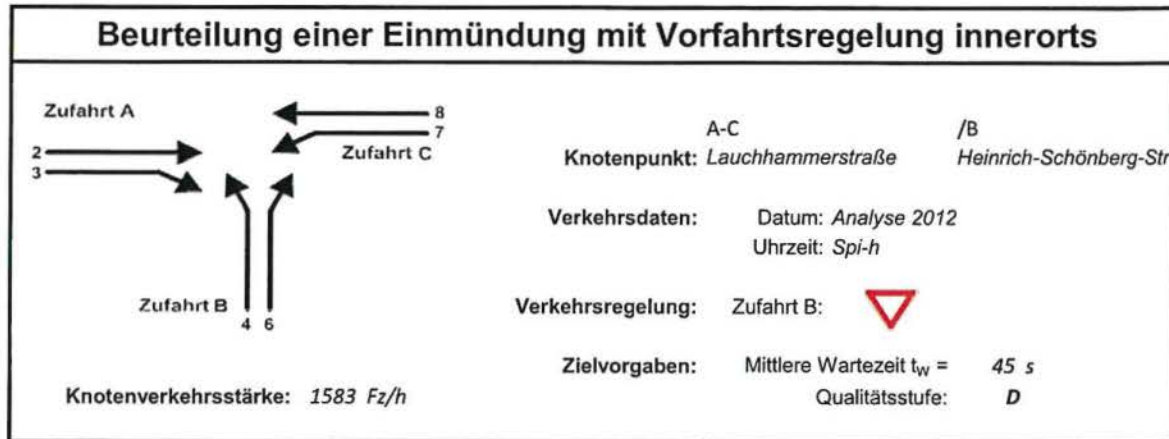 Beurteilung einer Einmündung mit Vorfahrtsregelung innerorts
Zufahrt A
8
7
Zufahrt C
2
3
Zufahrt B
4 6
Knotenverkehrsstärke: 1583 Fz/h
A-C /B
Knotenpunkt: Lauchhammerstraße Heinrich-Schönberg-Str
Verkehrsdaten: Datum: Analyse 2012
Uhrzeit: Spi-h
Verkehrsregelung: Zufahrt B:
Zielvorgaben: Mittlere Wartezeit tw = 45 s
Qualitätsstufe: D